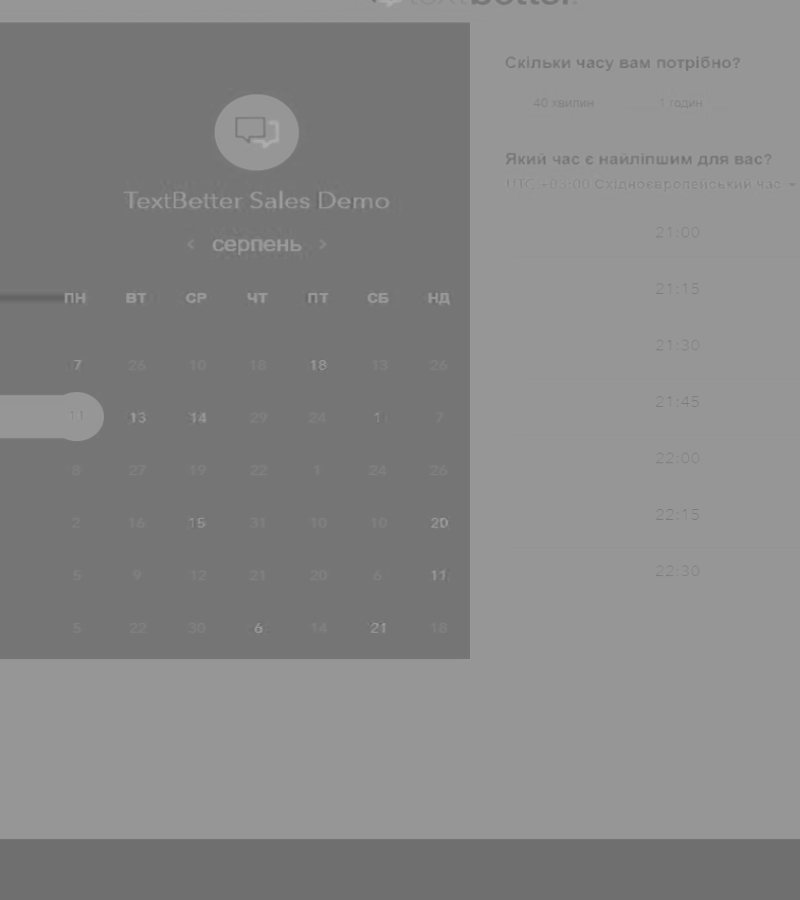 textbetter.
TextBetter Sales Demo
< серпень >
ПН ВТ СР ЧТ ПТ СБ НД
7 26 10 18 18 13 26
11 13 14 29 24 1 7
8 27 19 22 1 24 26
2 16 15 31 10 10 20
5 9 12 21 20 6 11
5 22 30 6 14 21 18
Скільки часу вам потрібно?
40 хвилин 1 годин
Який час є найліпшим для вас?
UTC +03:00 Східноєвропейський час
21:00
21:15
21:30
21:45
22:00
22:15
22:30